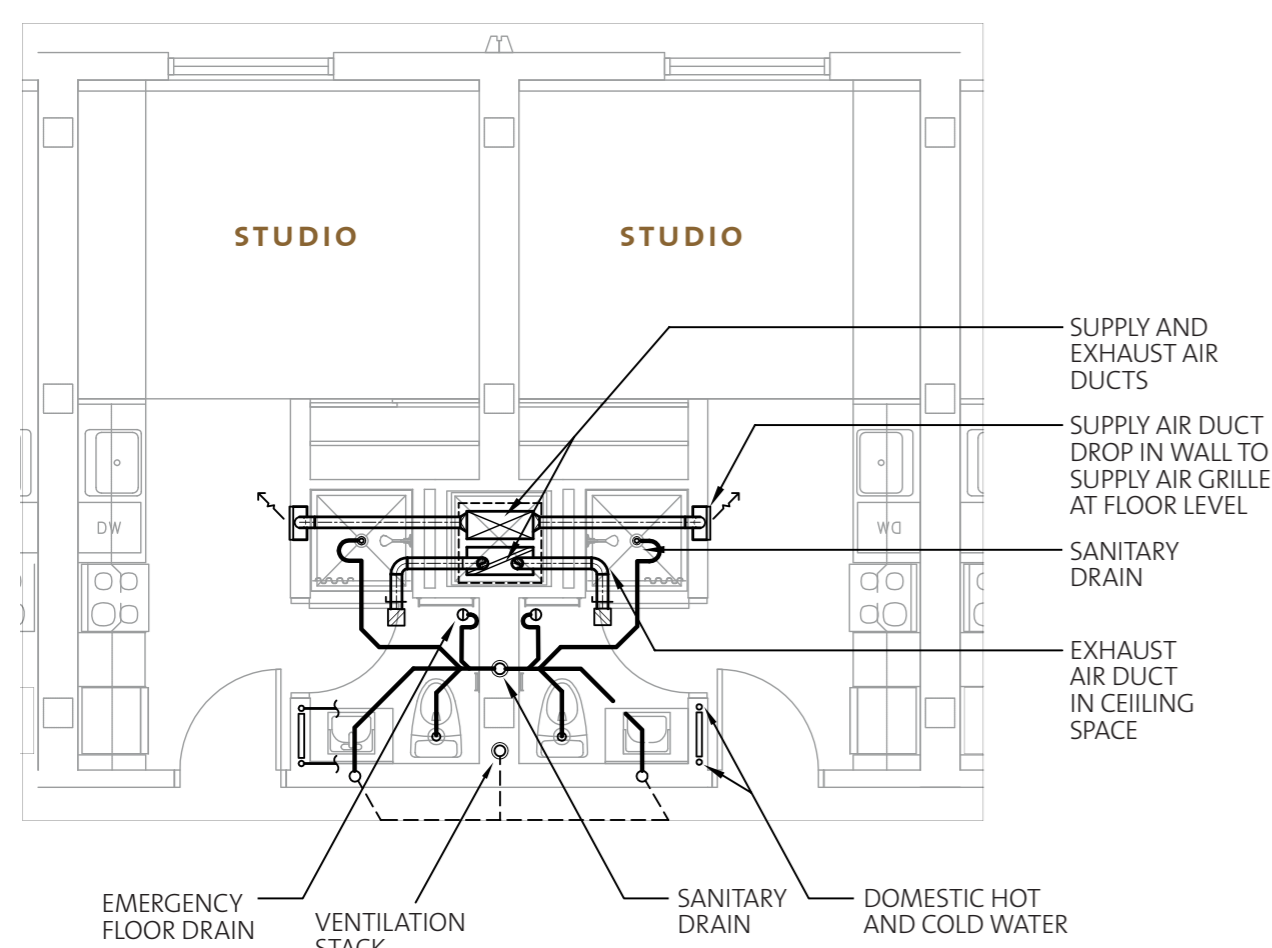 STUDIO
STUDIO
SUPPLY AND
EXHAUST AIR
DUCTS
SUPPLY AIR DUCT
DROP IN WALL TO
SUPPLY AIR GRILLE
AT FLOOR LEVEL
DW
DW
SANITARY
DRAIN
EXHAUST
AIR DUCT
IN CEIILING
SPACE
EMERGENCY
FLOOR DRAIN
VENTILATION
STACK
SANITARY
DRAIN
DOMESTIC HOT
AND COLD WATER